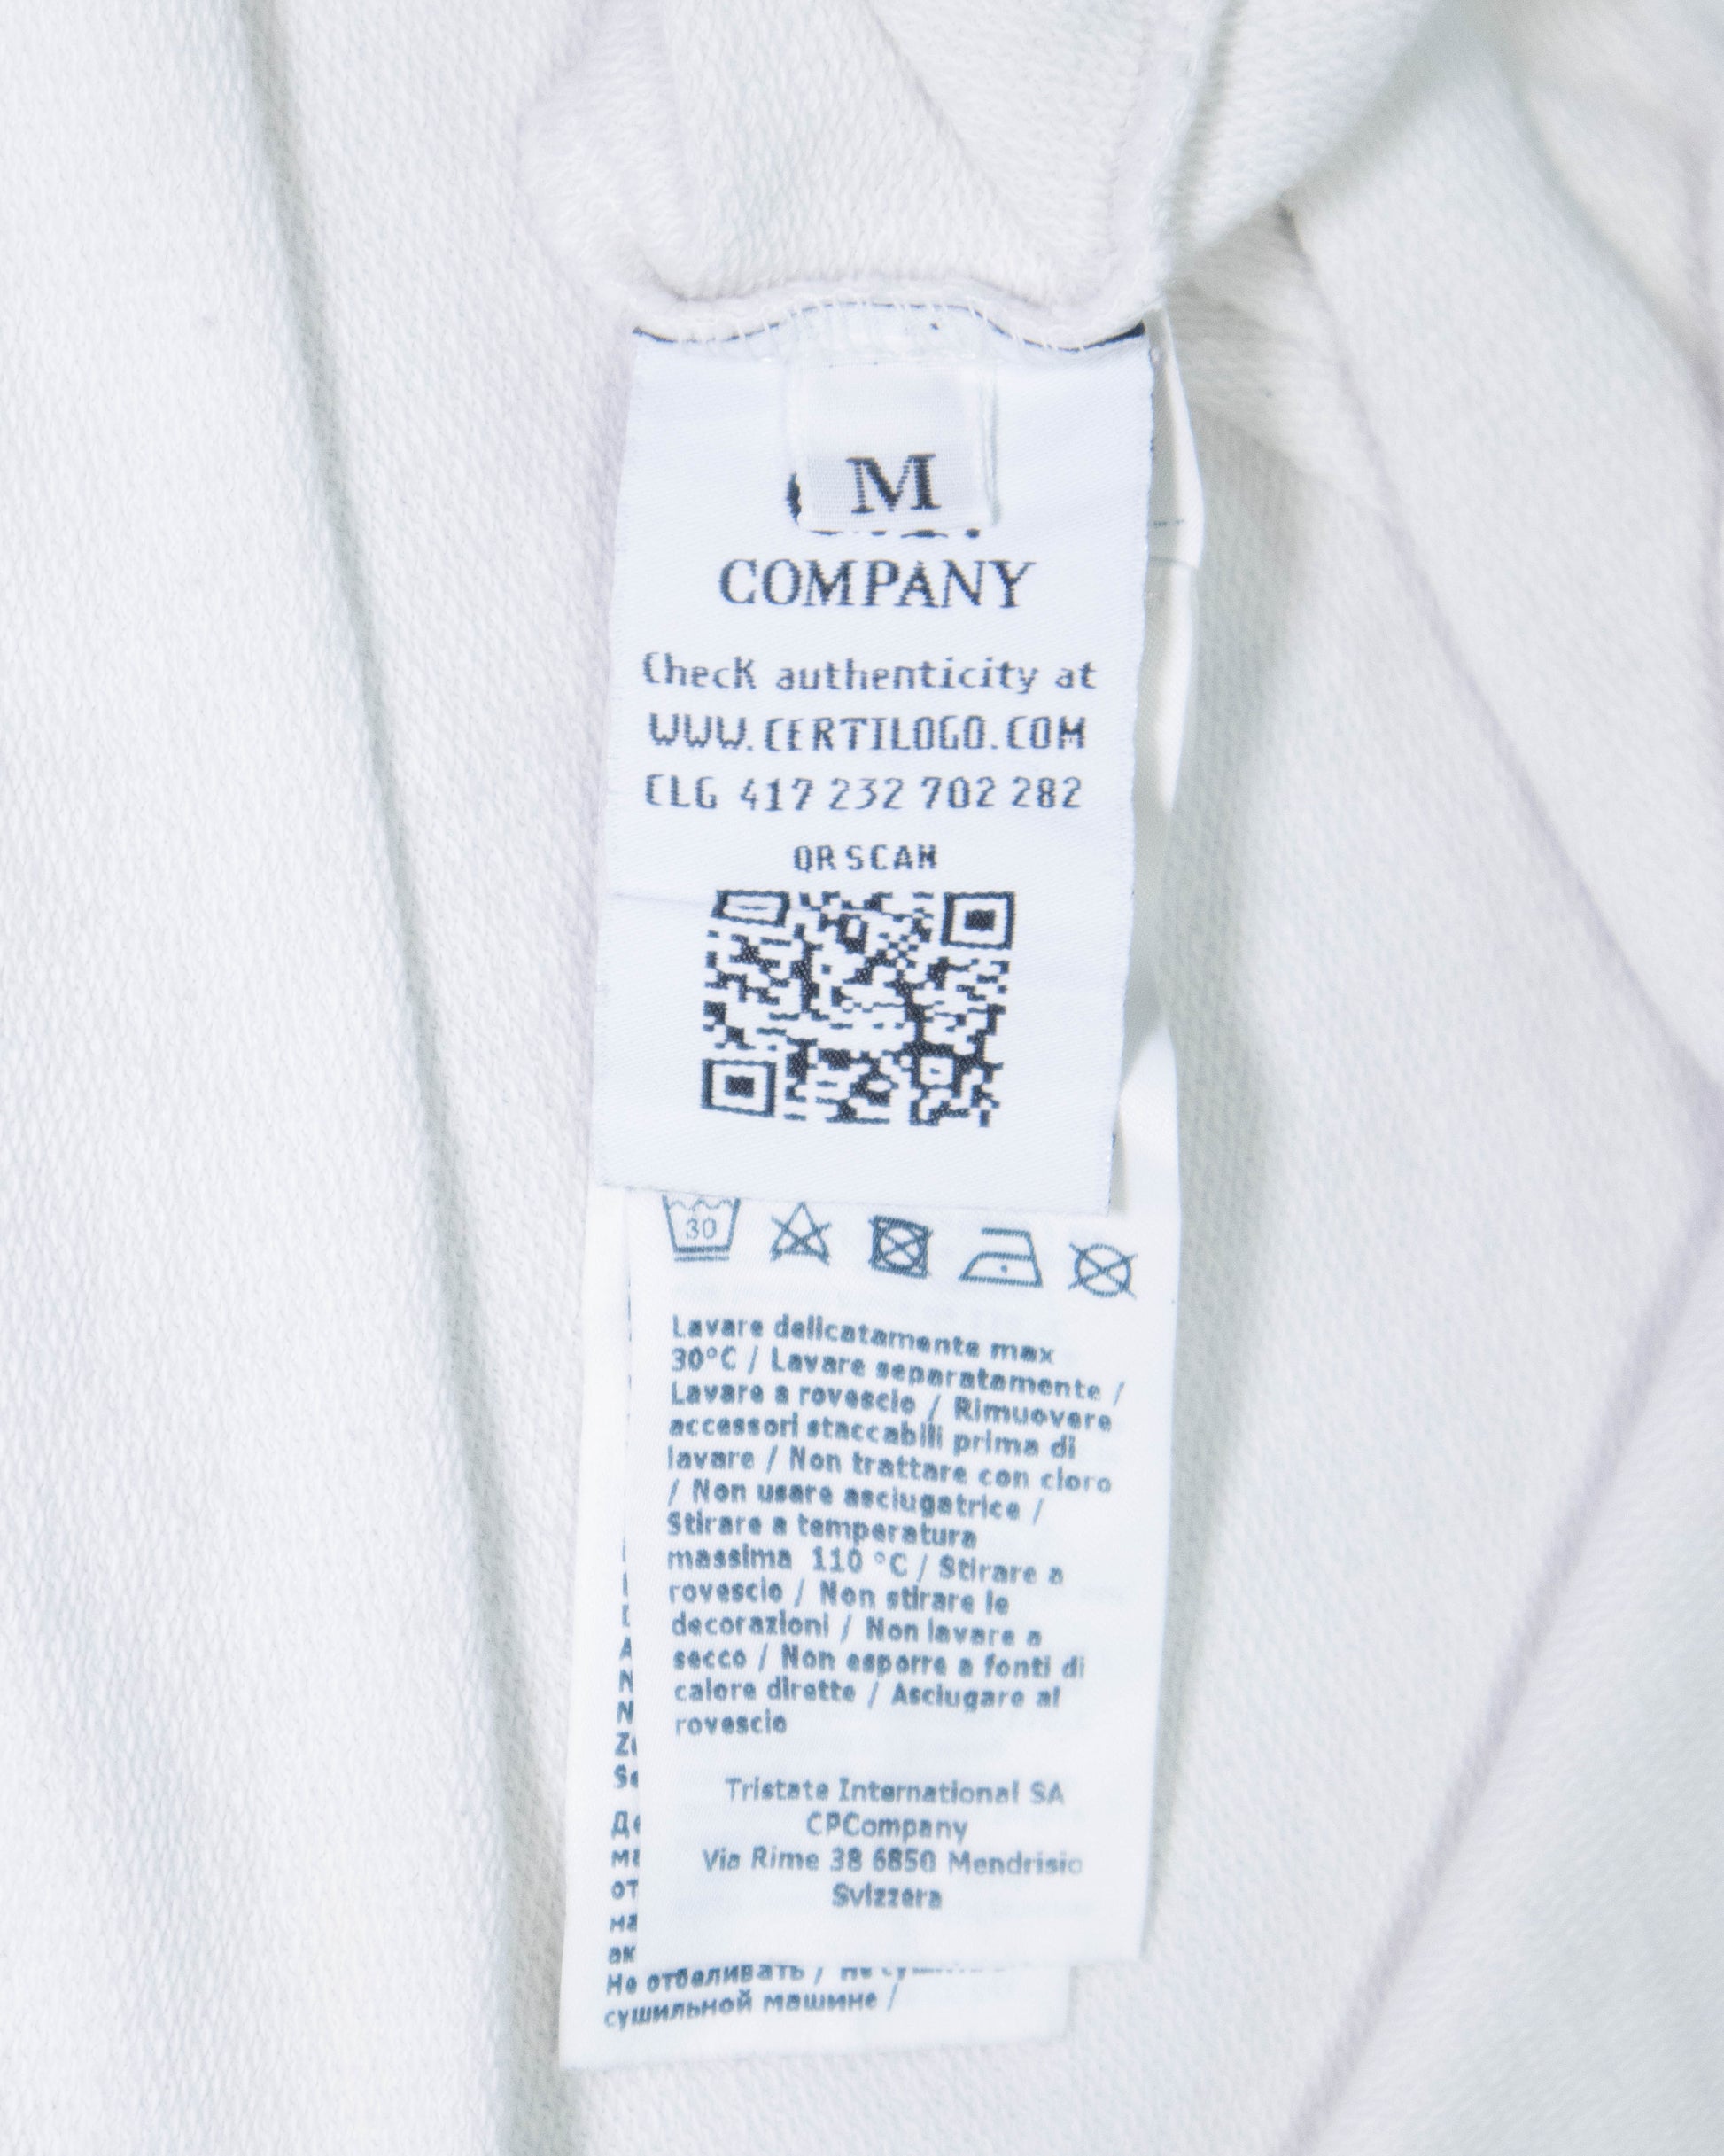 M
COMPANY
Check authenticity at
WWW.CERTILOGO.COM
CLG 417 232 702 282
QR SCAN
30
Lavare delicatamente max
30°C / Lavare separatamente /
Lavare a rovescio / Rimuovere
accessori staccabili prima di
lavare / Non trattare con cloro
/ Non usare asciugatrice /
Stirare a temperatura
massima 110 °C / Stirare a
rovescio / Non stirare le
decorazioni / Non lavare a
secco / Non esporre a fonti di
calore dirette / Asciugare al
rovescio
Tristate International SA
CPCompany
Via Rime 38 6850 Mendrisio
Svizzera
Не отбеливать /
сушильной машине /